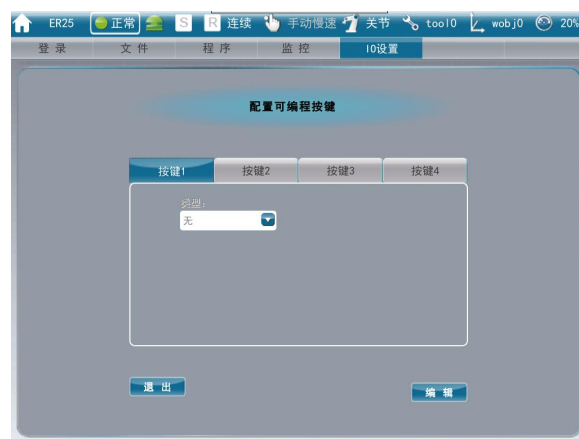 ER25 正常 S R 连续 手动慢速 关节 tool0 wobj0 20%
登录 文件 程序 监控 IO设置
配置可编程按键
按键1 按键2 按键3 按键4
类型:
无
退出 编辑